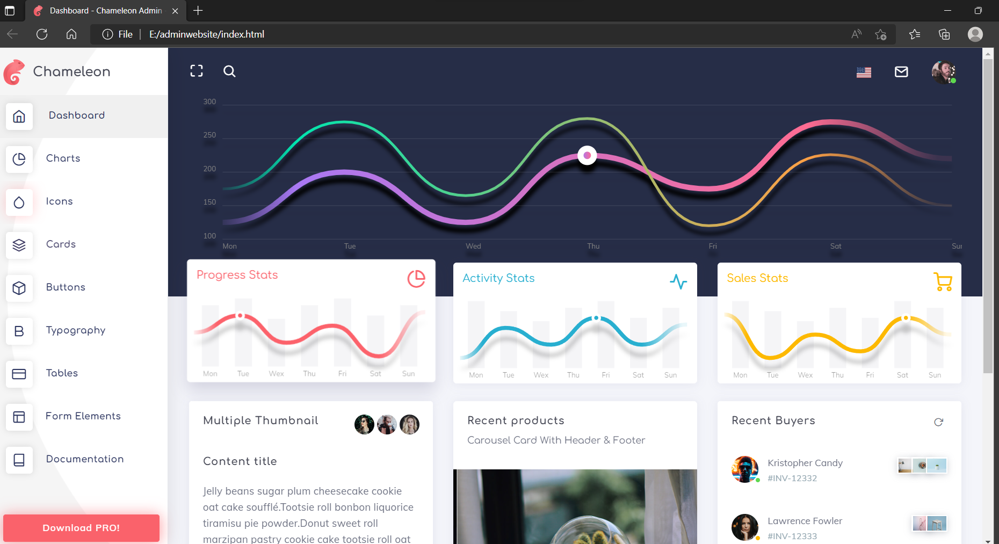 Dashboard - Chameleon Admin
File
E:/adminwebsite/index.html
Chameleon
Dashboard
Charts
Icons
Cards
Buttons
Typography
Tables
Form Elements
Documentation
Download PRO!
300
250
200
150
100
Mon Tue Wed Thu Fri Sat Sun
Progress Stats
Mon Tue Wex Thu Fri Sat Sun
Activity Stats
Mon Tue Wex Thu Fri Sat Sun
Sales Stats
Mon Tue Wex Thu Fri Sat Sun
Multiple Thumbnail
Content title
Jelly beans sugar plum cheesecake cookie
oat cake soufflé.Tootsie roll bonbon liquorice
tiramisu pie powder.Donut sweet roll
marzipan pastry cookie cake tootsie roll oat
Recent products
Carousel Card With Header & Footer
Recent Buyers
Kristopher Candy
#INV-12332
Lawrence Fowler
#INV-12333